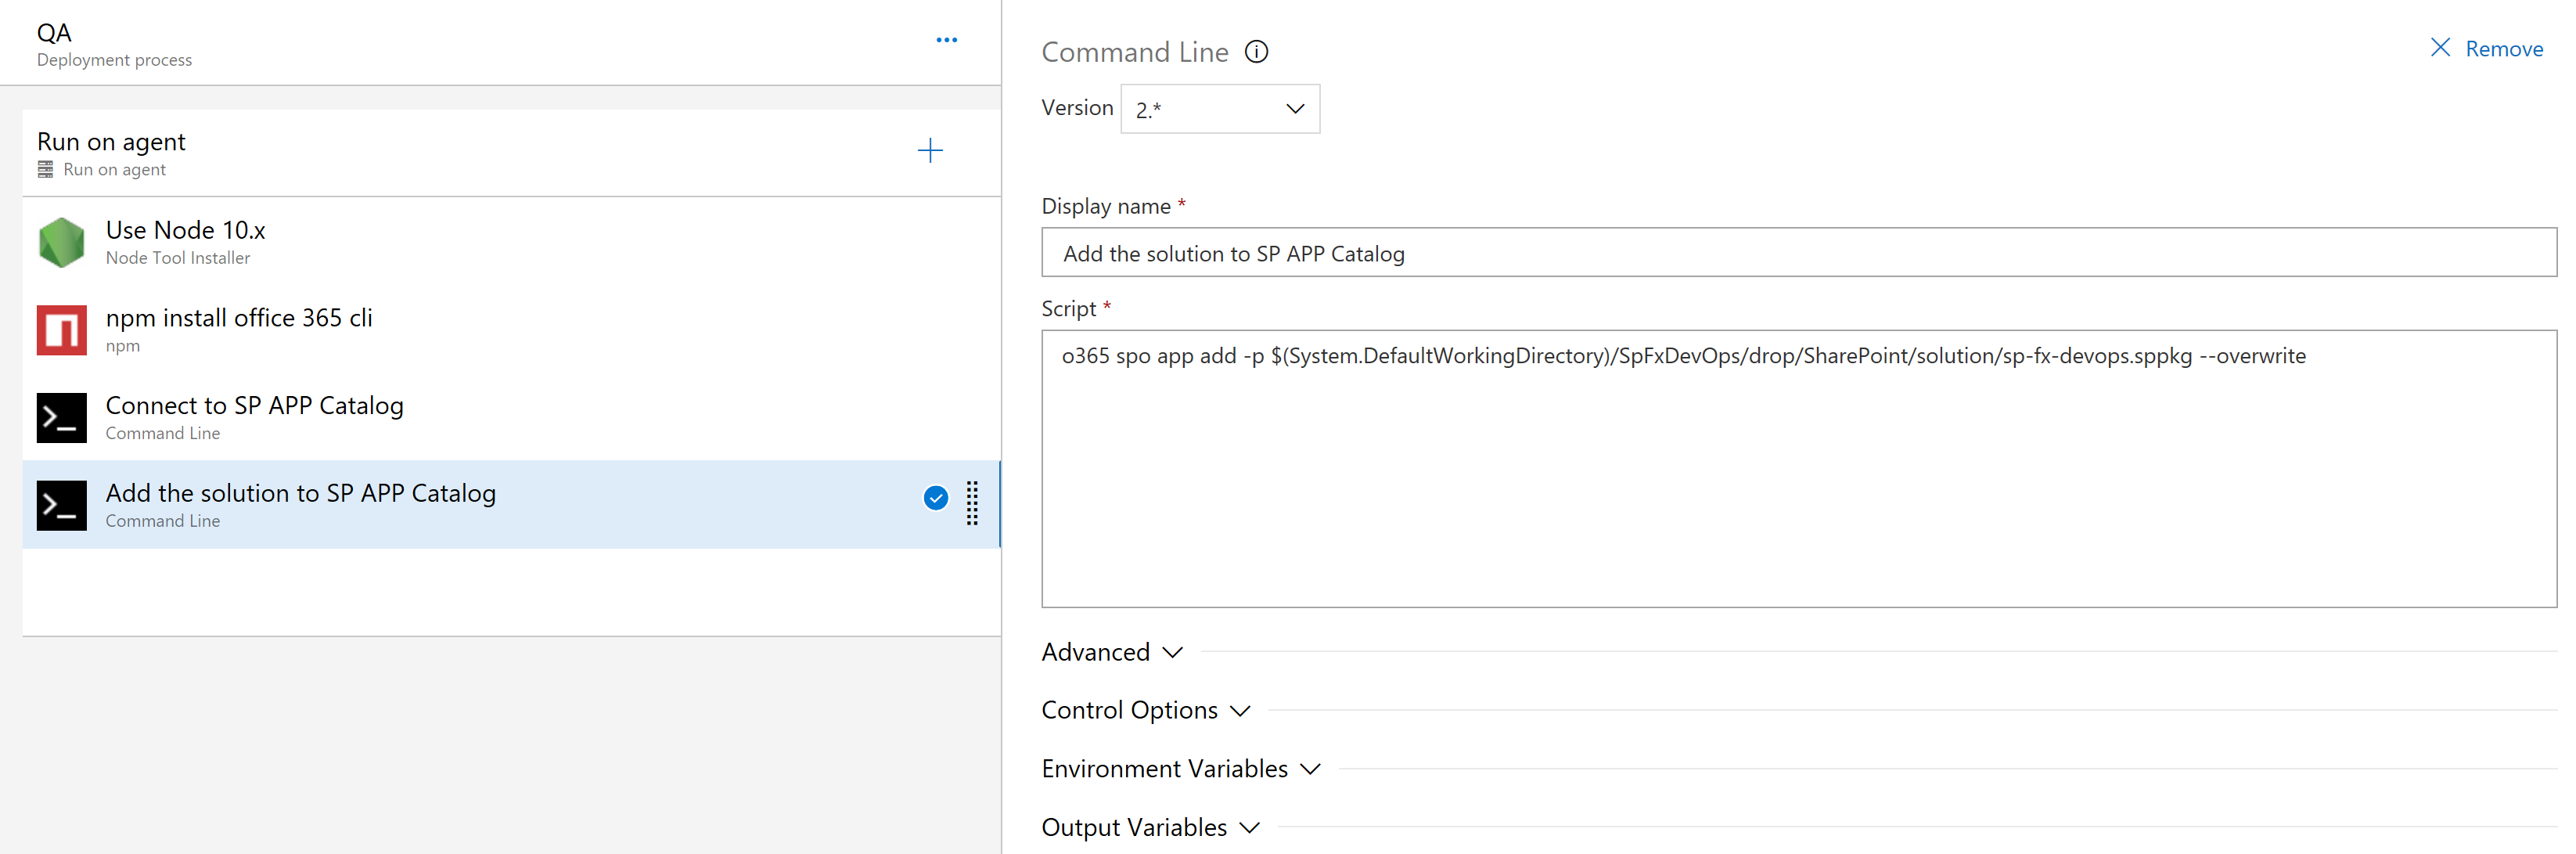 QA
Deployment process
Run on agent
Run on agent
Use Node 10.x
Node Tool Installer
npm install office 365 cli
npm
Connect to SP APP Catalog
Command Line
Add the solution to SP APP Catalog
Command Line
Command Line
Remove
Version 2.*
Display name *
Add the solution to SP APP Catalog
Script *
o365 spo app add -p $(System.DefaultWorkingDirectory)/SpFxDevOps/drop/SharePoint/solution/sp-fx-devops.sppkg --overwrite
Advanced
Control Options
Environment Variables
Output Variables